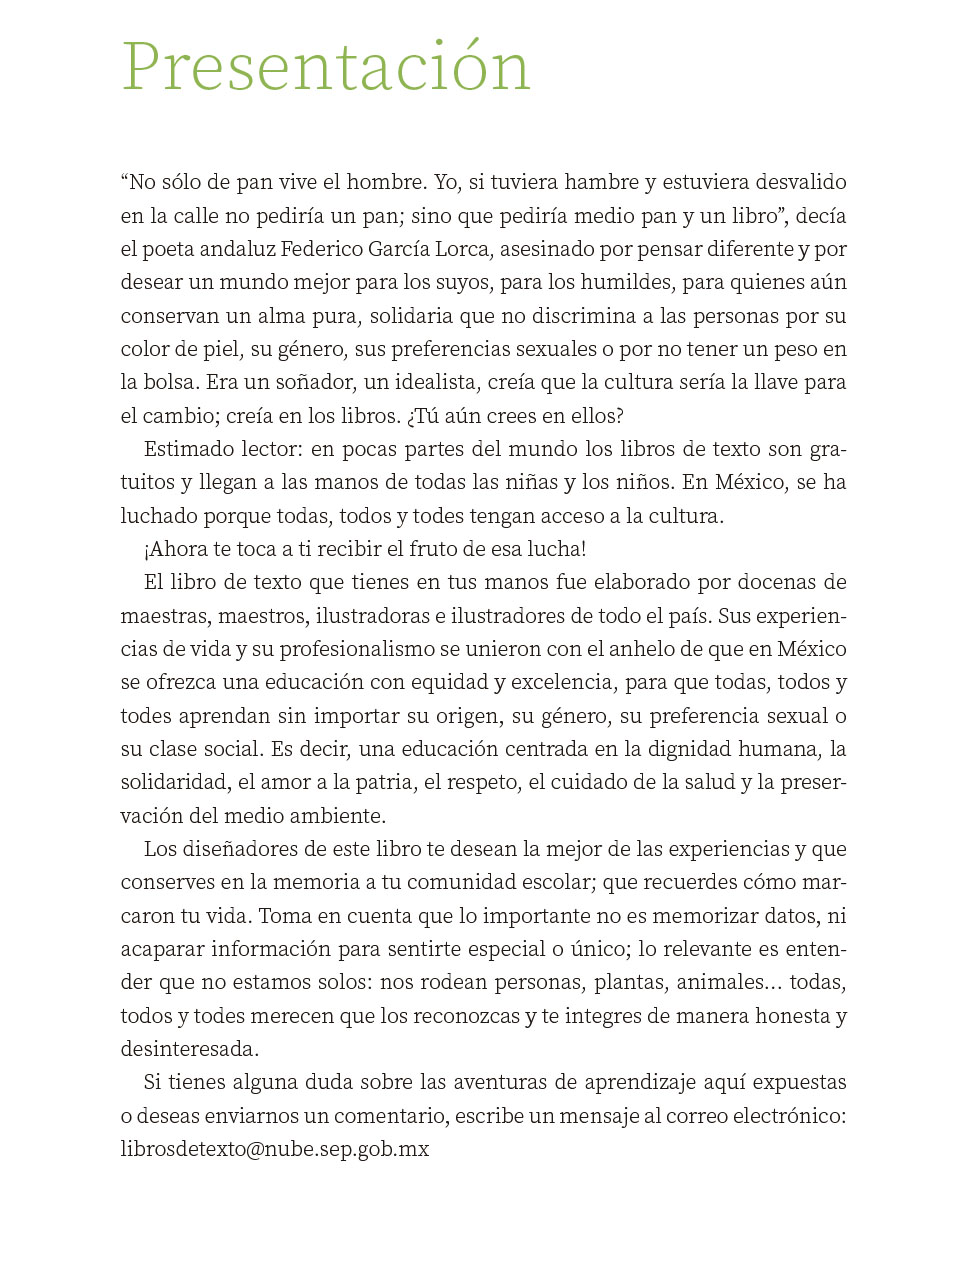 Presentación
“No sólo de pan vive el hombre. Yo, si tuviera hambre y estuviera desvalido
en la calle no pediría un pan; sino que pediría medio pan y un libro”, decía
el poeta andaluz Federico García Lorca, asesinado por pensar diferente y por
desear un mundo mejor para los suyos, para los humildes, para quienes aún
conservan un alma pura, solidaria que no discrimina a las personas por su
color de piel, su género, sus preferencias sexuales o por no tener un peso en
la bolsa. Era un soñador, un idealista, creía que la cultura sería la llave para
el cambio; creía en los libros. ¿Tú aún crees en ellos?
Estimado lector: en pocas partes del mundo los libros de texto son gra-
tuitos y llegan a las manos de todas las niñas y los niños. En México, se ha
luchado porque todas, todos y todes tengan acceso a la cultura.
¡Ahora te toca a ti recibir el fruto de esa lucha!
El libro de texto que tienes en tus manos fue elaborado por docenas de
maestras, maestros, ilustradoras e ilustradores de todo el país. Sus experien-
cias de vida y su profesionalismo se unieron con el anhelo de que en México
se ofrezca una educación con equidad y excelencia, para que todas, todos y
todes aprendan sin importar su origen, su género, su preferencia sexual o
su clase social. Es decir, una educación centrada en la dignidad humana, la
solidaridad, el amor a la patria, el respeto, el cuidado de la salud y la preser-
vación del medio ambiente.
Los diseñadores de este libro te desean la mejor de las experiencias y que
conserves en la memoria a tu comunidad escolar; que recuerdes cómo mar-
caron tu vida. Toma en cuenta que lo importante no es memorizar datos, ni
acaparar información para sentirte especial o único; lo relevante es enten-
der que no estamos solos: nos rodean personas, plantas, animales… todas,
todos y todes merecen que los reconozcas y te integres de manera honesta y
desinteresada.
Si tienes alguna duda sobre las aventuras de aprendizaje aquí expuestas
o deseas enviarnos un comentario, escribe un mensaje al correo electrónico:
librosdetexto@nube.sep.gob.mx